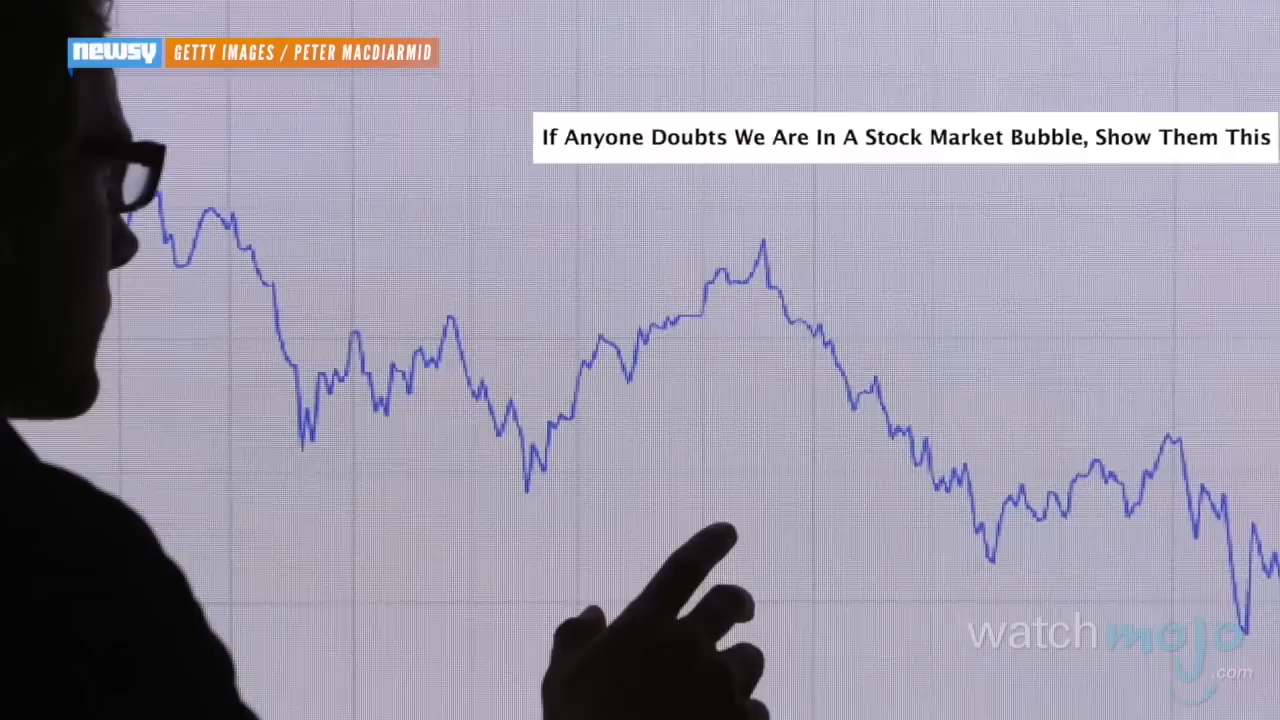 newsy GETTY IMAGES / PETER MACDIARMID
If Anyone Doubts We Are In A Stock Market Bubble, Show Them This
watchmojo
.com